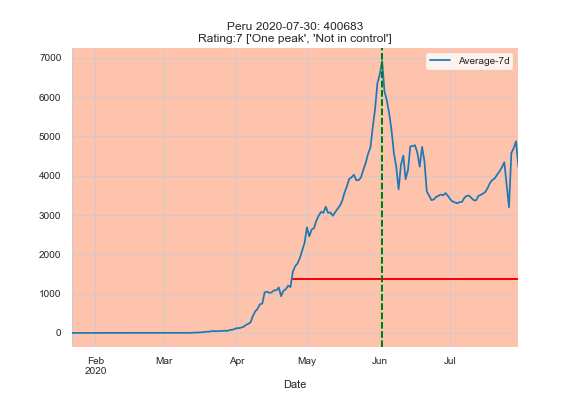 Peru 2020-07-30: 400683
Rating:7 ['One peak', 'Not in control']
Average-7d
7000
6000
5000
4000
3000
2000
1000
0
Feb Mar Apr May Jun Jul
2020
Date